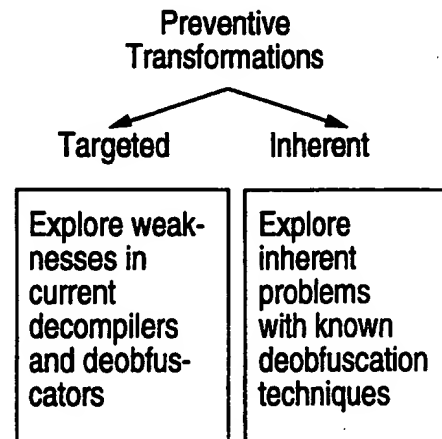 Preventive
Transformations
Targeted
Inherent
Explore weak-
nesses in
current
decompilers
and deobfus-
cators
Explore
inherent
problems
with known
deobfuscation
techniques